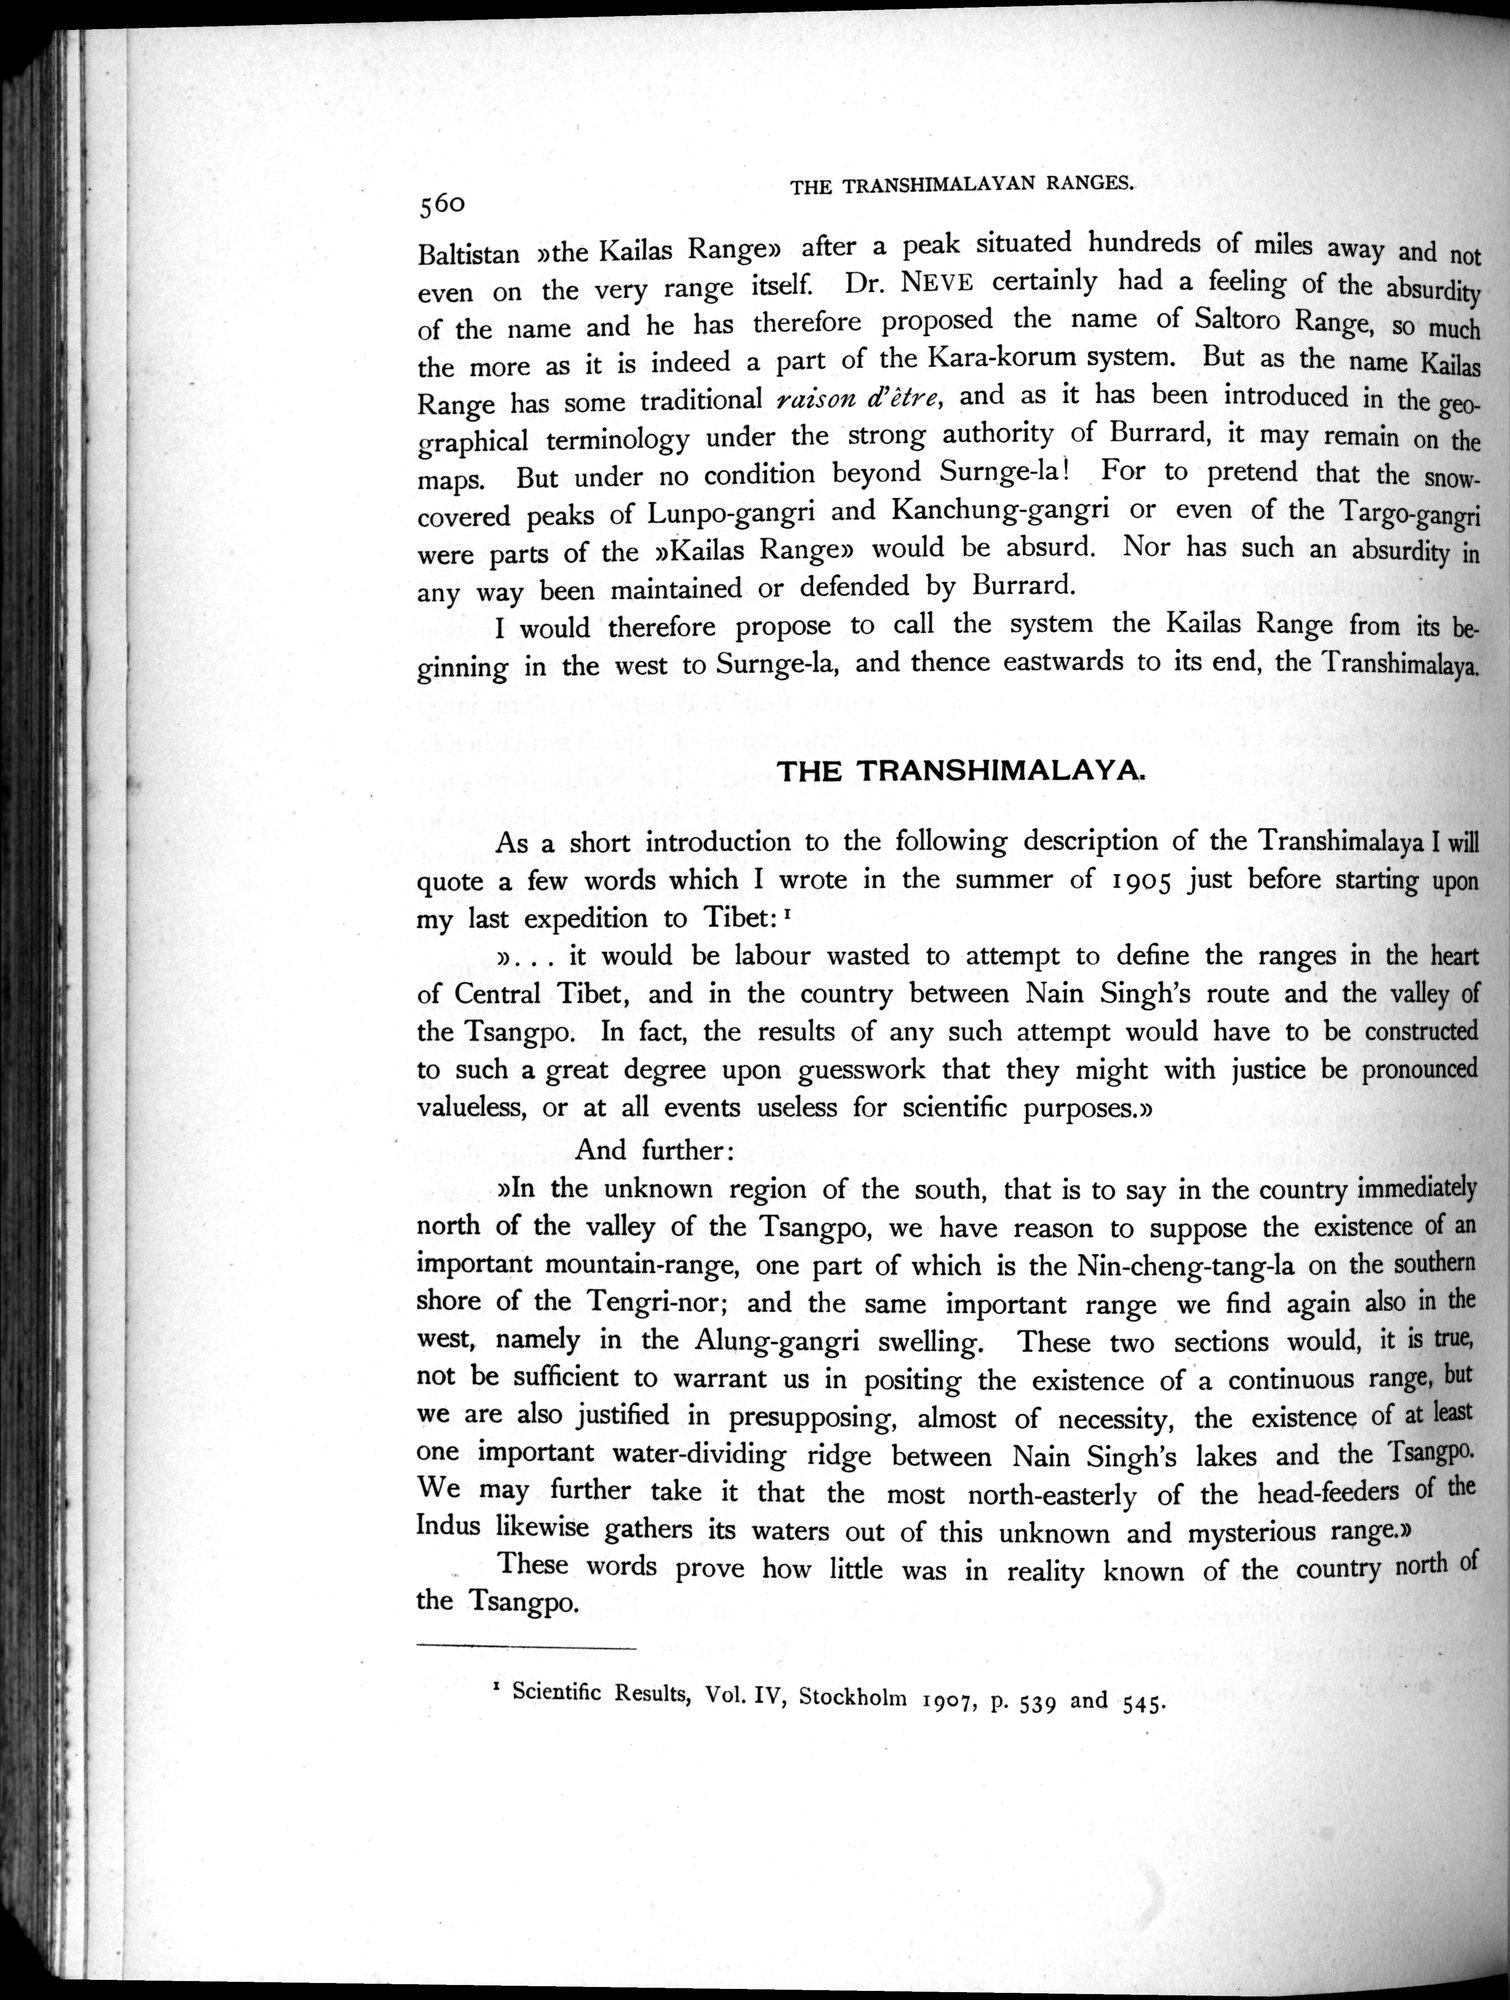 560
THE TRANSHIMALAYAN RANGES.
Baltistan »the Kailas Range» after a peak situated hundreds of miles away and not
even on the very range itself. Dr. NEVE certainly had a feeling of the absurdity
of the name and he has therefore proposed the name of Saltoro Range, so much
the more as it is indeed a part of the Kara-korum system. But as the name Kailas
Range has some traditional raison d'être, and as it has been introduced in the geo-
graphical terminology under the strong authority of Burrard, it may remain on the
maps. But under no condition beyond Surnge-la! For to pretend that the snow-
covered peaks of Lunpo-gangri and Kanchung-gangri or even of the Targo-gangri
were parts of the »Kailas Range» would be absurd. Nor has such an absurdity in
any way been maintained or defended by Burrard.
I would therefore propose to call the system the Kailas Range from its be-
ginning in the west to Surnge-la, and thence eastwards to its end, the Transhimalaya.
THE TRANSHIMALAYA.
As a short introduction to the following description of the Transhimalaya I will
quote a few words which I wrote in the summer of 1905 just before starting upon
my last expedition to Tibet: ¹
»... it would be labour wasted to attempt to define the ranges in the heart
of Central Tibet, and in the country between Nain Singh's route and the valley of
the Tsangpo. In fact, the results of any such attempt would have to be constructed
to such a great degree upon guesswork that they might with justice be pronounced
valueless, or at all events useless for scientific purposes.»
And further:
»In the unknown region of the south, that is to say in the country immediately
north of the valley of the Tsangpo, we have reason to suppose the existence of an
important mountain-range, one part of which is the Nin-cheng-tang-la on the southern
shore of the Tengri-nor; and the same important range we find again also in the
west, namely in the Alung-gangri swelling. These two sections would, it is true,
not be sufficient to warrant us in positing the existence of a continuous range, but
we are also justified in presupposing, almost of necessity, the existence of at least
one important water-dividing ridge between Nain Singh's lakes and the Tsangpo.
We may further take it that the most north-easterly of the head-feeders of the
Indus likewise gathers its waters out of this unknown and mysterious range.»
These words prove how little was in reality known of the country north of
the Tsangpo.
¹ Scientific Results, Vol. IV, Stockholm 1907, p. 539 and 545.